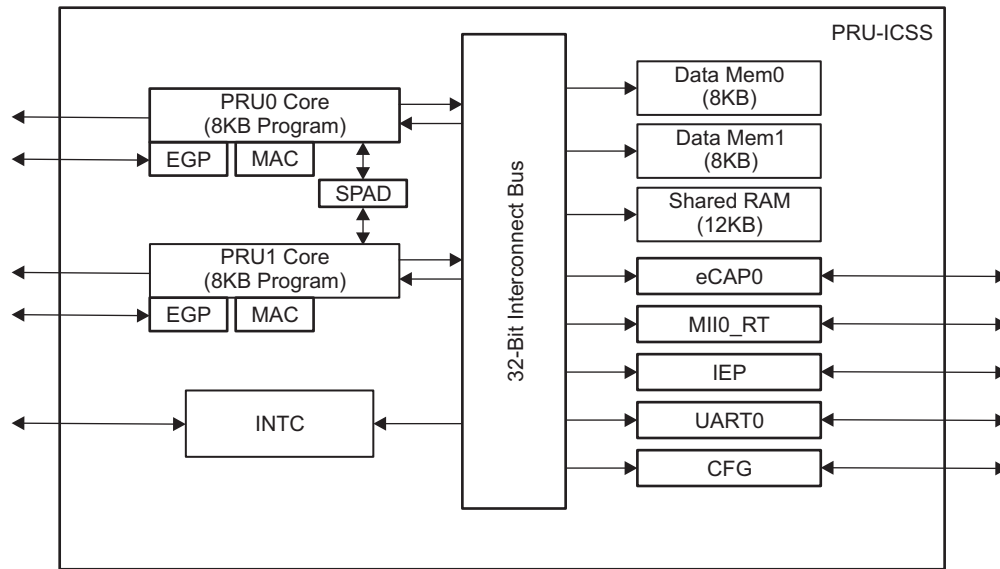 PRU-ICSS
PRU0 Core
(8KB Program)
EGP
MAC
SPAD
PRU1 Core
(8KB Program)
EGP
MAC
INTC
32-Bit Interconnect Bus
Data Mem0
(8KB)
Data Mem1
(8KB)
Shared RAM
(12KB)
eCAP0
MII0_RT
IEP
UART0
CFG